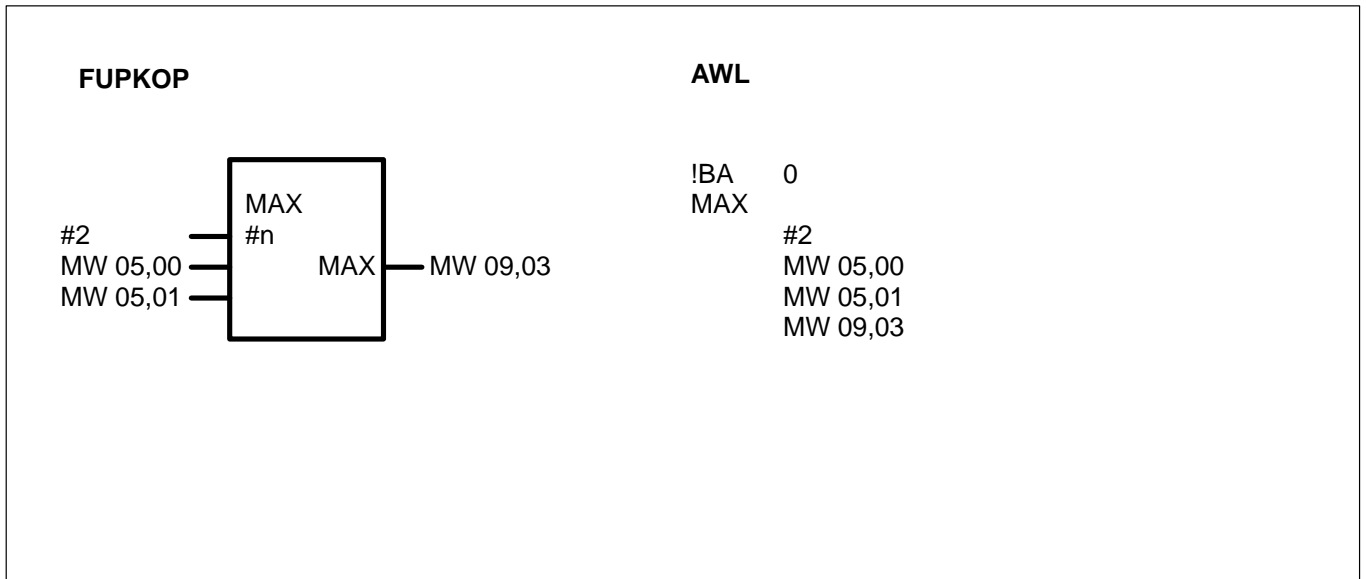 FUPKOP
MAX
#2 #n
MW 05,00 MAX MW 09,03
MW 05,01
AWL
!BA 0
MAX
#2
MW 05,00
MW 05,01
MW 09,03